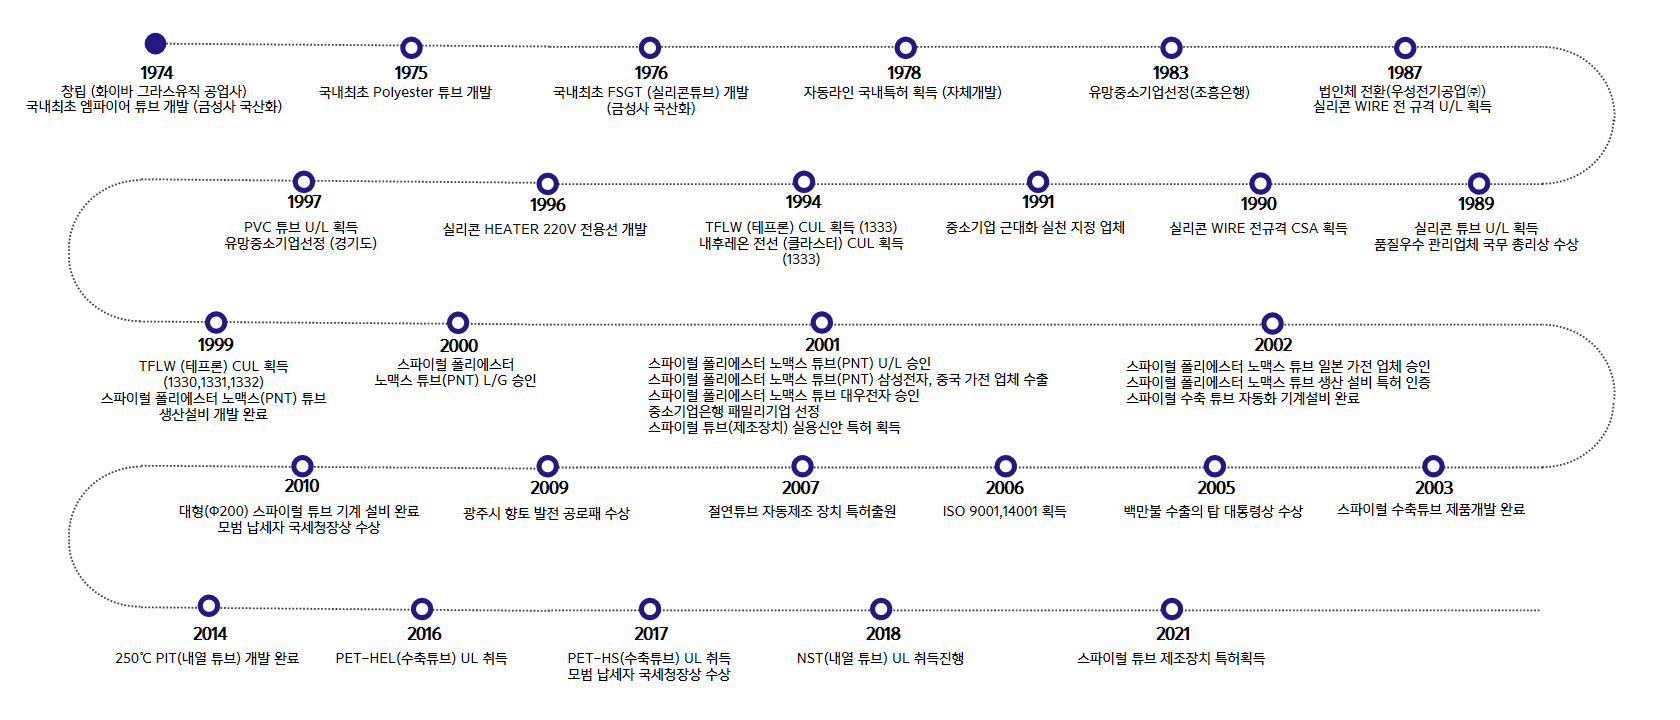 1974
창립 (화이바 그라스유직 공업사)
국내최초 엠파이어 튜브 개발 (금성사 국산화)
1975
국내최초 Polyester 튜브 개발
1976
국내최초 FSGT (실리콘튜브) 개발
(금성사 국산화)
1978
자동라인 국내특허 획득 (자체개발)
1983
유망중소기업선정(조흥은행)
1987
법인체 전환(우성전기공업㈜)
실리콘 WIRE 전 규격 U/L 획득
1997
PVC 튜브 U/L 획득
유망중소기업선정 (경기도)
1996
실리콘 HEATER 220V 전용선 개발
1994
TFLW (테프론) CUL 획득 (1333)
내후레온 전선 (클라스터) CUL 획득
(1333)
1991
중소기업 근대화 실천 지정 업체
1990
실리콘 WIRE 전규격 CSA 획득
1989
실리콘 튜브 U/L 획득
품질우수 관리업체 국무 총리상 수상
1999
TFLW (테프론) CUL 획득
(1330,1331,1332)
스파이럴 폴리에스터 노맥스(PNT) 튜브
생산설비 개발 완료
2000
스파이럴 폴리에스터
노맥스 튜브(PNT) L/G 승인
2001
스파이럴 폴리에스터 노맥스 튜브(PNT) U/L 승인
스파이럴 폴리에스터 노맥스 튜브(PNT) 삼성전자, 중국 가전 업체 수출
스파이럴 폴리에스터 노맥스 튜브 대우전자 승인
중소기업은행 패밀리기업 선정
스파이럴 튜브(제조장치) 실용신안 특허 획득
2002
스파이럴 폴리에스터 노맥스 튜브 일본 가전 업체 승인
스파이럴 폴리에스터 노맥스 튜브 생산 설비 특허 인증
스파이럴 수축 튜브 자동화 기계설비 완료
2010
대형(Φ200) 스파이럴 튜브 기계 설비 완료
모범 납세자 국세청장상 수상
2009
광주시 향토 발전 공로패 수상
2007
절연튜브 자동제조 장치 특허출원
2006
ISO 9001,14001 획득
2005
백만불 수출의 탑 대통령상 수상
2003
스파이럴 수축튜브 제품개발 완료
2014
250℃ PIT(내열 튜브) 개발 완료
2016
PET-HEL(수축튜브) UL 취득
2017
PET-HS(수축튜브) UL 취득
모범 납세자 국세청장상 수상
2018
NST(내열 튜브) UL 취득진행
2021
스파이럴 튜브 제조장치 특허획득